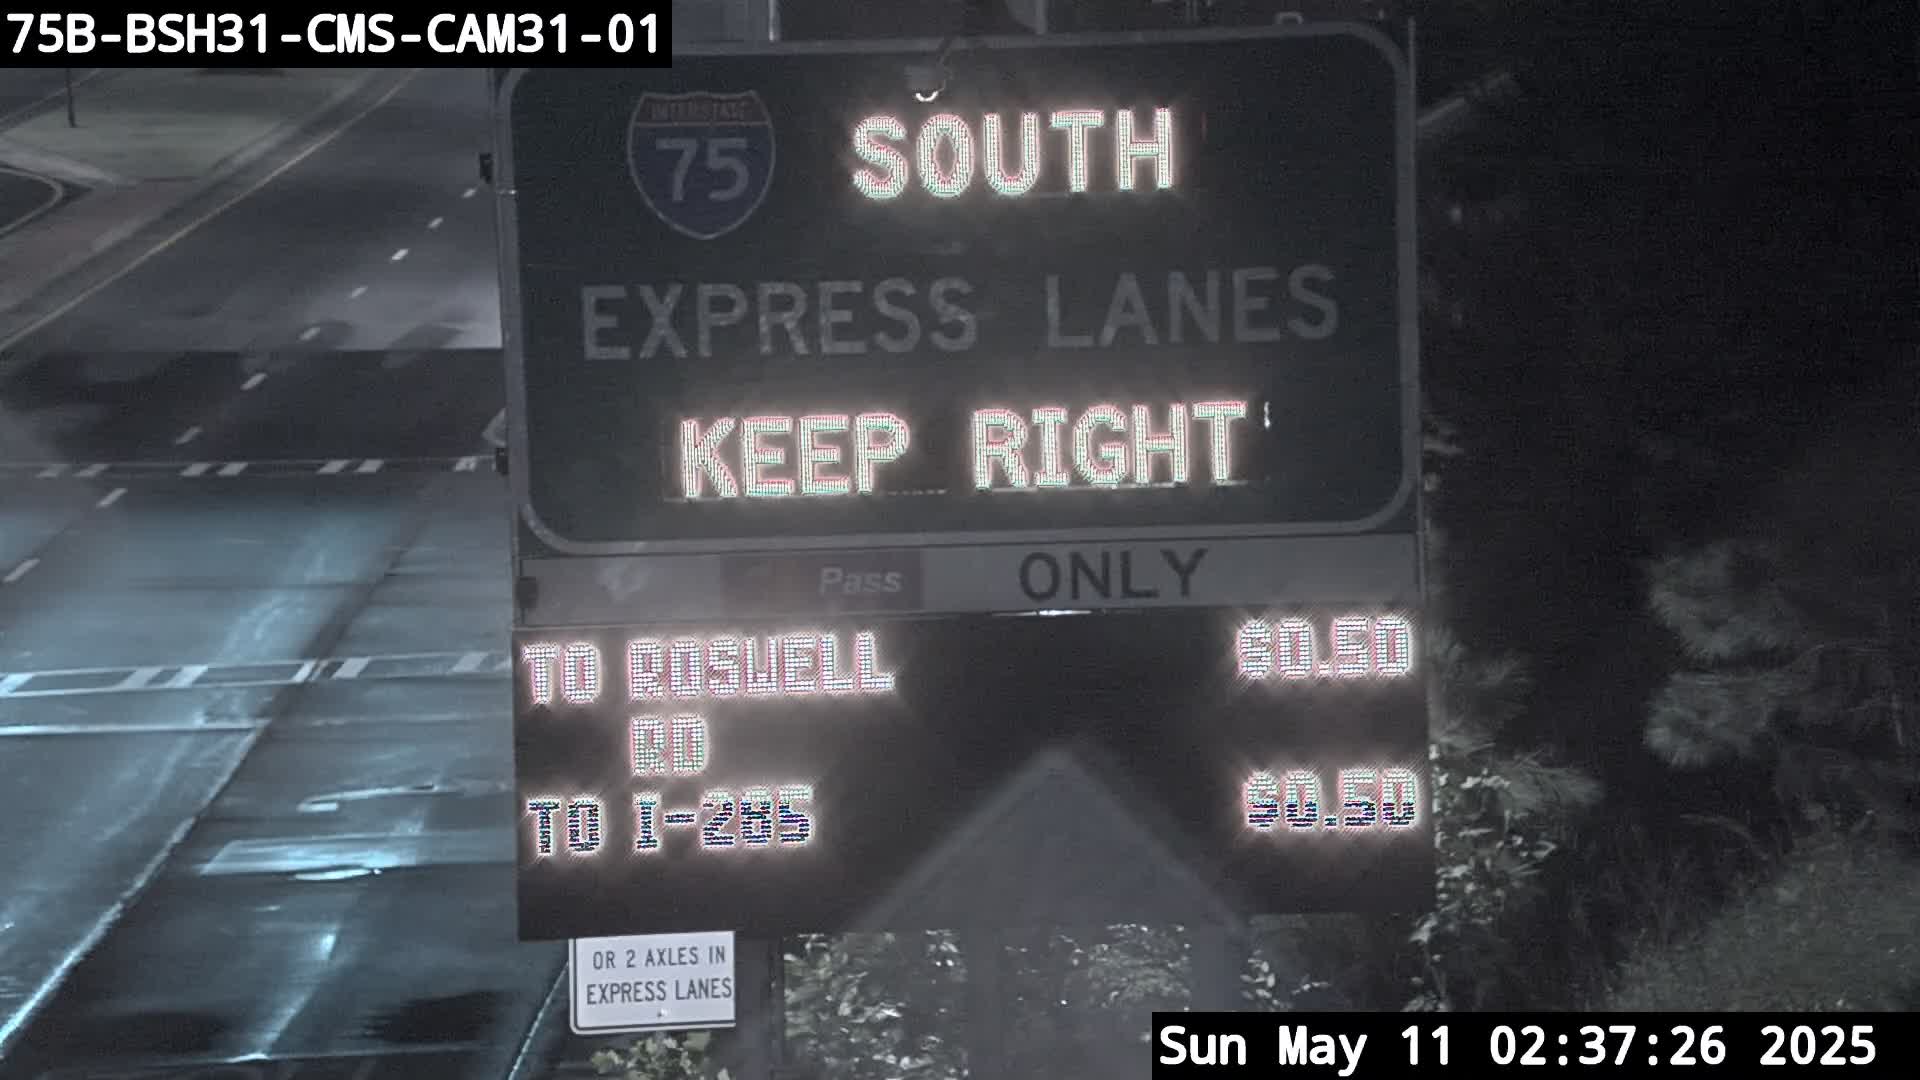 75B-BSH31-CMS-CAM31-01
INTERSTATE
75
SOUTH
EXPRESS LANES
KEEP RIGHT
Pass ONLY
TO ROSWELL $0.50
RD
TO I-285 $0.50
OR 2 AXLES IN
EXPRESS LANES
Sun May 11 02:37:26 2025